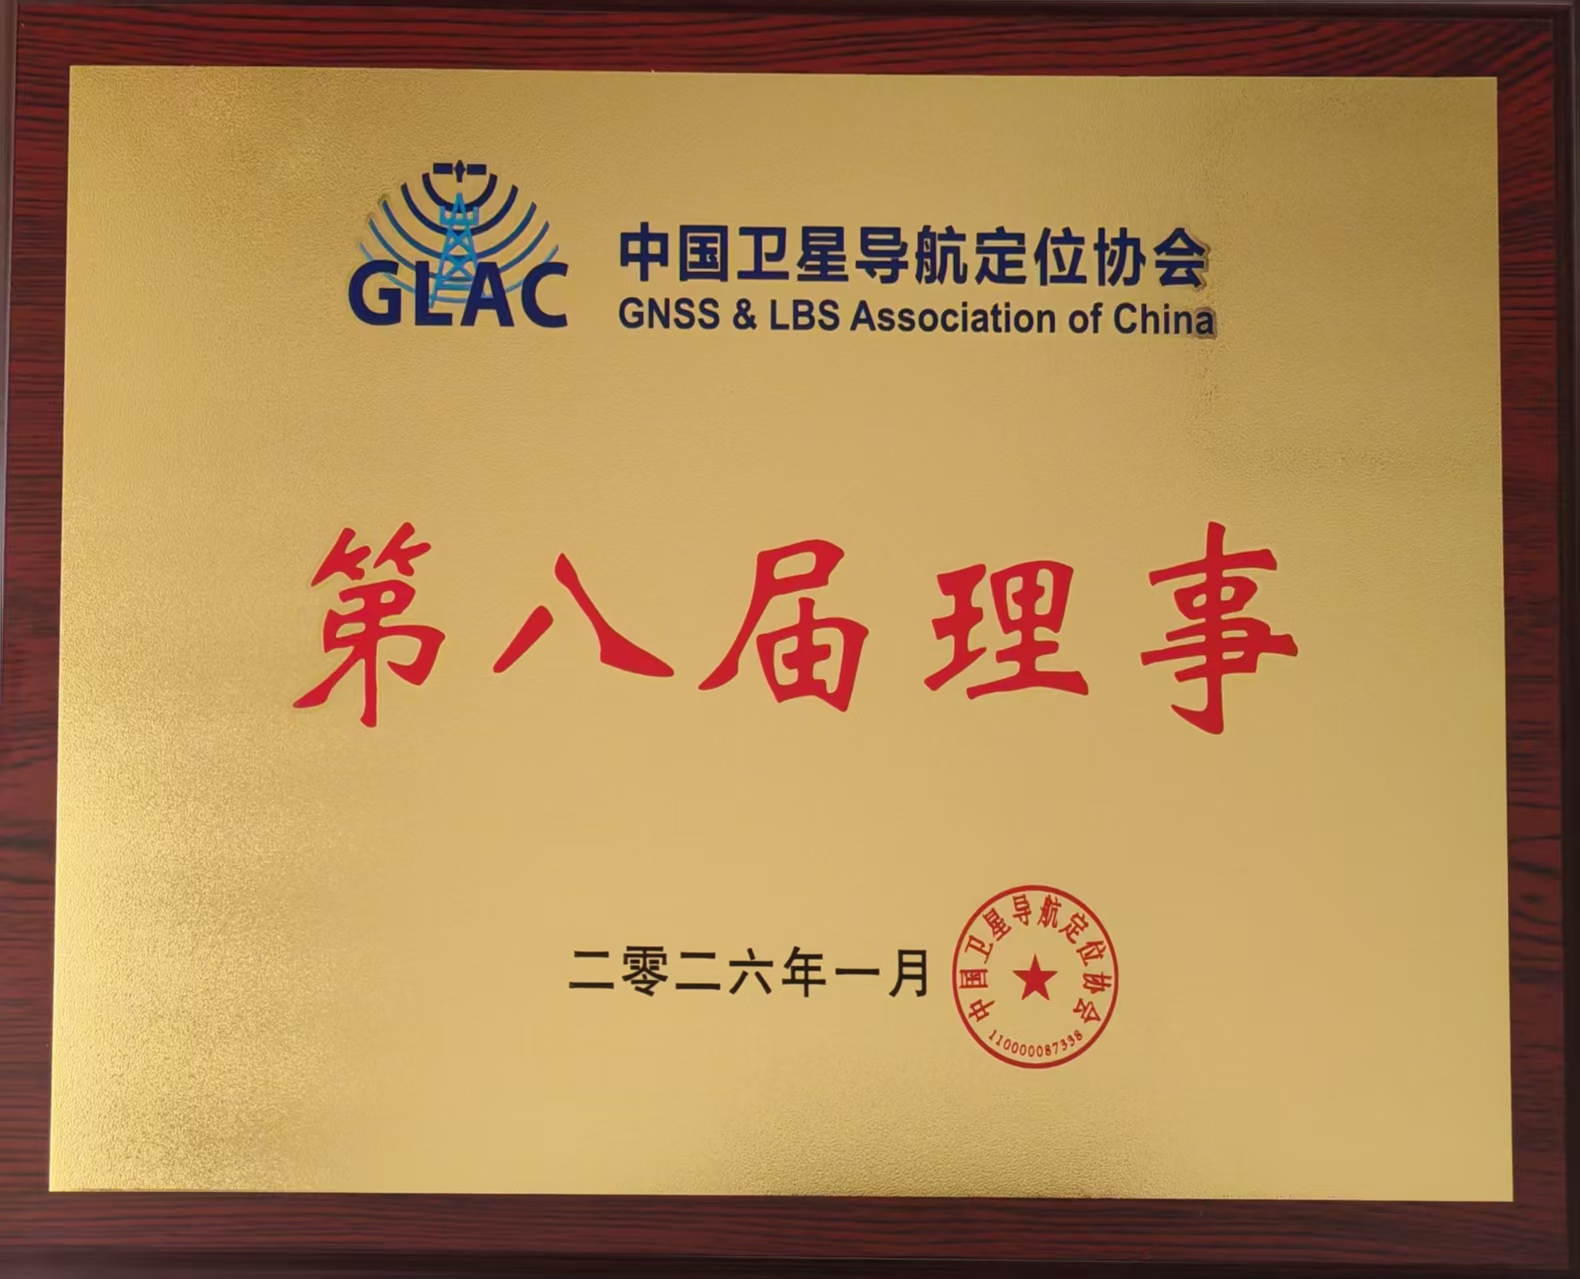 GLAC
中国卫星导航定位协会
GNSS & LBS Association of China
第八届理事
二零二六年一月
中国卫星导航定位协会
110000087338